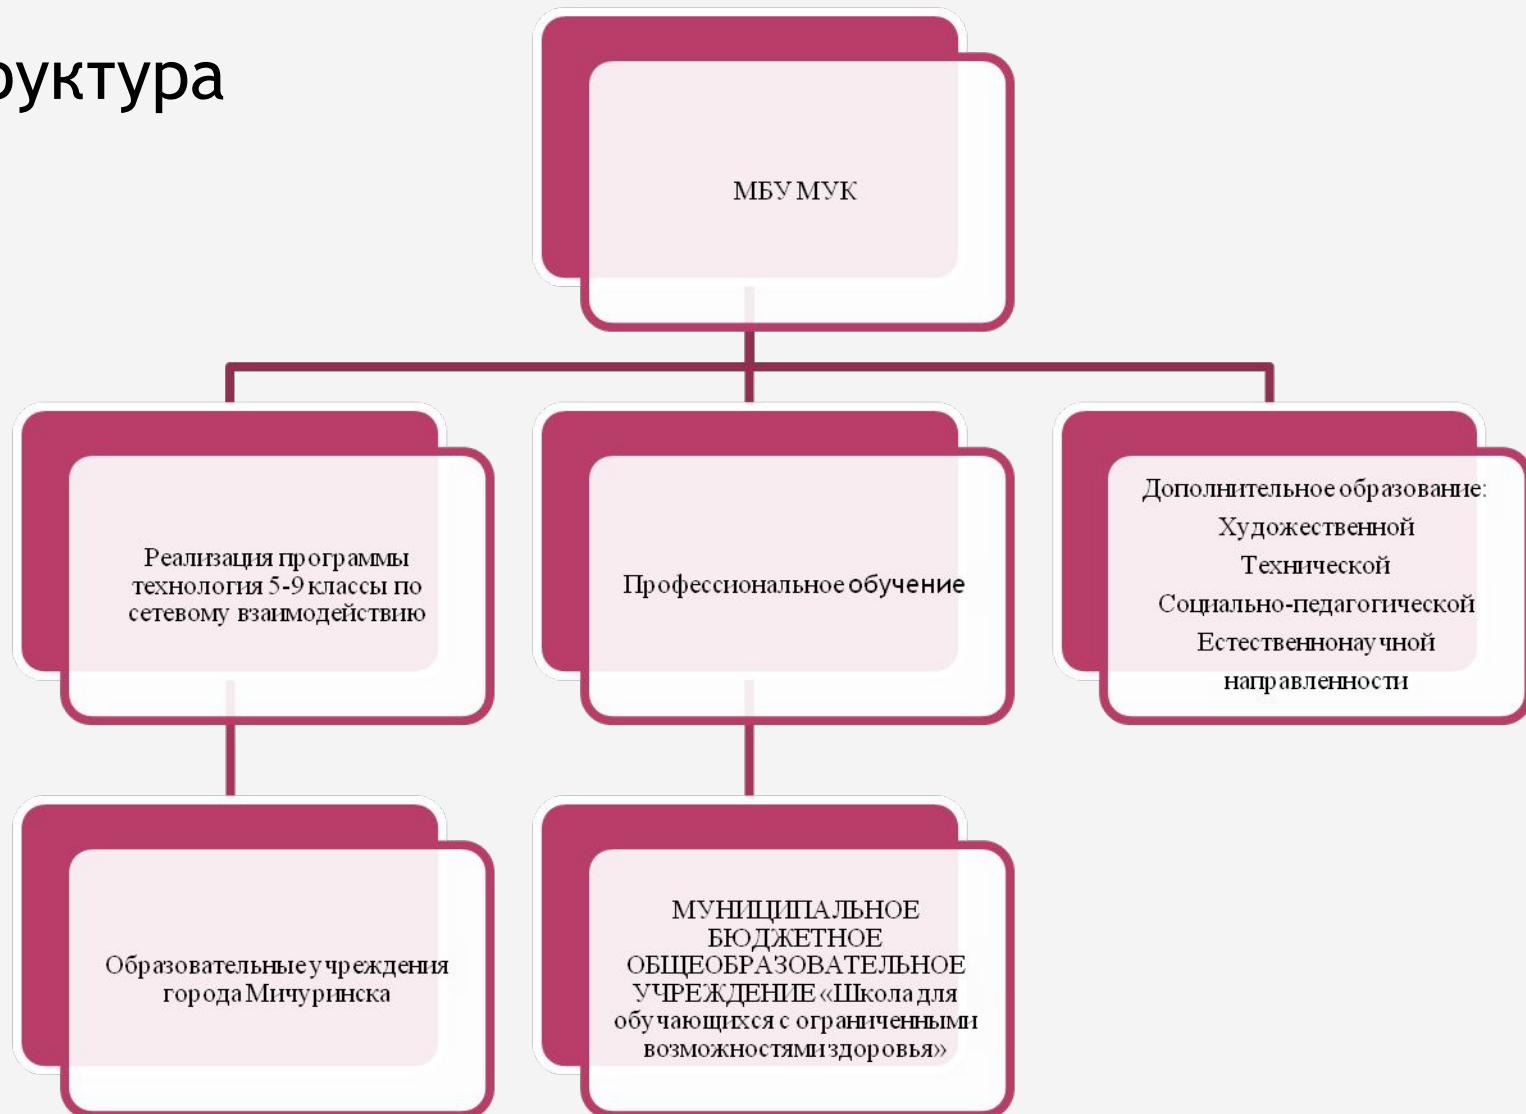 руктура
МБУ МУК
Реализация программы
технология 5-9 классы по
сетевому взаимодействию
Профессиональное обучение
Дополнительное образование:
Художественной
Технической
Социально-педагогической
Естественнонаучной
направленности
Образовательные учреждения
города Мичуринска
МУНИЦИПАЛЬНОЕ
БЮДЖЕТНОЕ
ОБЩЕОБРАЗОВАТЕЛЬНОЕ
УЧРЕЖДЕНИЕ «Школа для
обучающихся с ограниченными
возможностями здоровья»